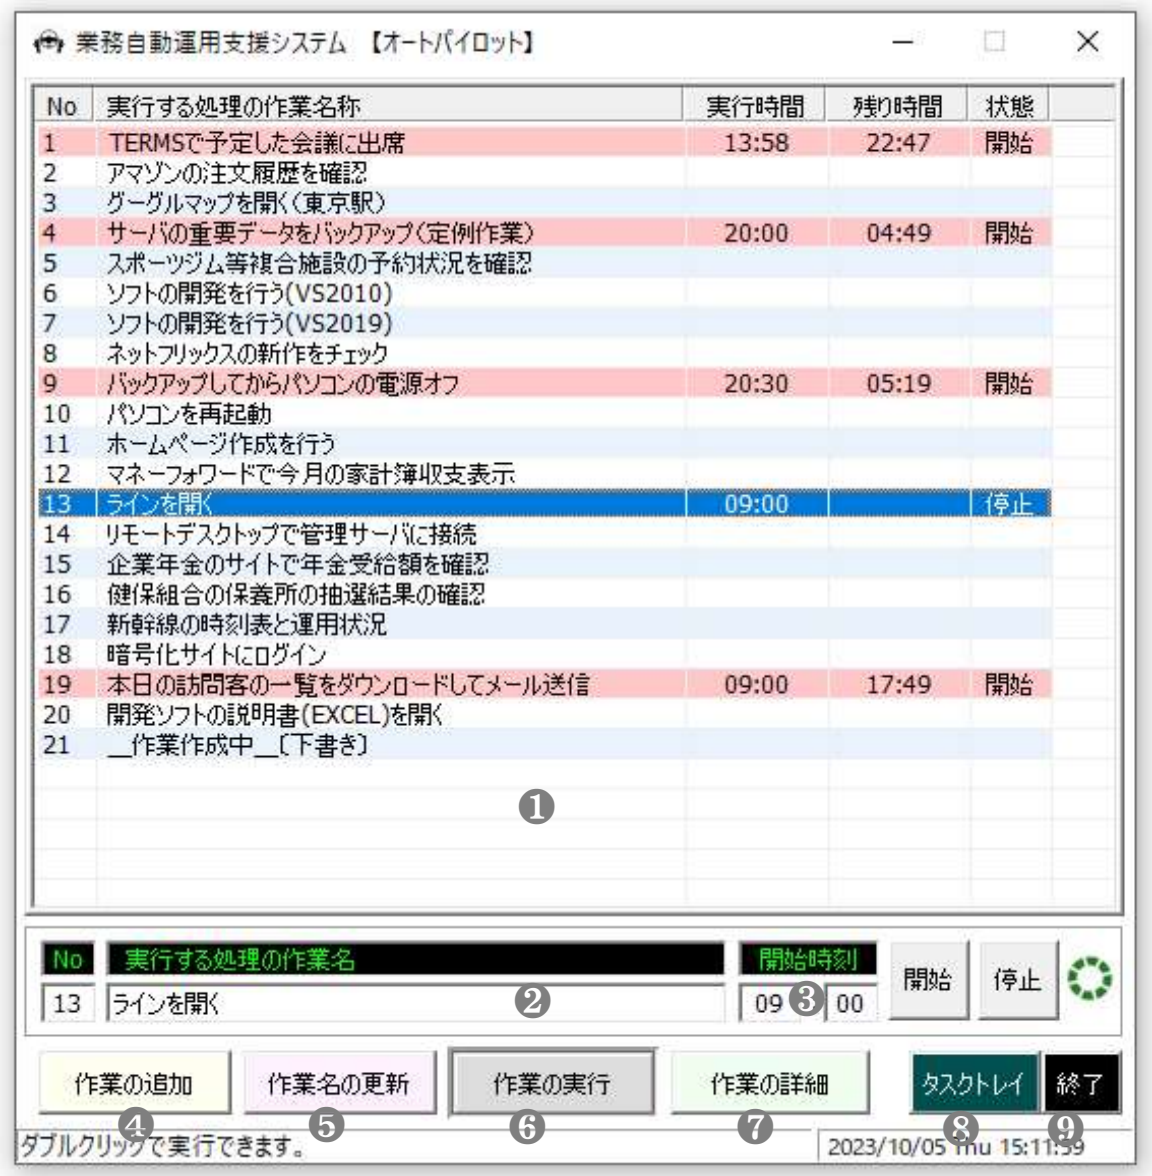 業務自動運用支援システム 【オートパイロット】
No 実行する処理の作業名称 実行時間 残り時間 状態
1 TERMSで予定した会議に出席 13:58 22:47 開始
2 アマゾンの注文履歴を確認
3 グーグルマップを開く(東京駅)
4 サーバの重要データをバックアップ(定例作業) 20:00 04:49 開始
5 スポーツジム等複合施設の予約状況を確認
6 ソフトの開発を行う(VS2010)
7 ソフトの開発を行う(VS2019)
8 ネットフリックスの新作をチェック
9 バックアップしてからパソコンの電源オフ 20:30 05:19 開始
10 パソコンを再起動
11 ホームページ作成を行う
12 マネーフォワードで今月の家計簿収支表示
13 ラインを開く 09:00 停止
14 リモートデスクトップで管理サーバに接続
15 企業年金のサイトで年金受給額を確認
16 健保組合の保養所の抽選結果の確認
17 新幹線の時刻表と運用状況
18 暗号化サイトにログイン
19 本日の訪問客の一覧をダウンロードしてメール送信 09:00 17:49 開始
20 開発ソフトの説明書(EXCEL)を開く
21 __作業作成中__〔下書き〕
❶
No 実行する処理の作業名 開始時刻
13 ラインを開く ❷ 09 ❸ 00 開始 停止
作業の追加 作業名の更新 作業の実行 作業の詳細 タスクトレイ 終了
❹ ❺ ❻ ❼ ❽ ❾
ダブルクリックで実行できます。 2023/10/05 Thu 15:11:59